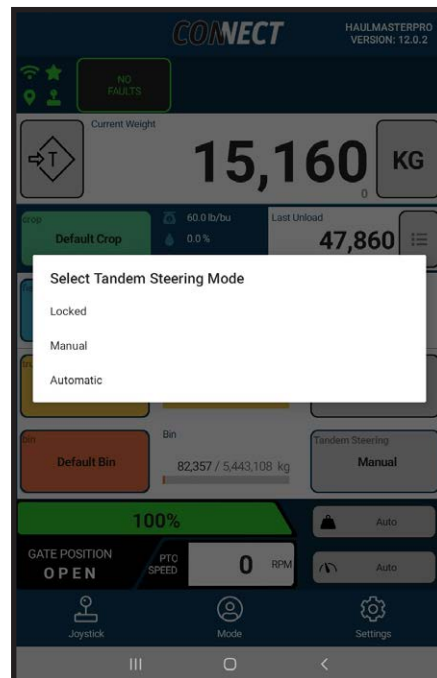 CONNECT
HAULMASTERPRO
VERSION: 12.0.2
NO
FAULTS
Current Weight
T
15,160
KG
0
crop
Default Crop
60.0 lb/bu
0.0 %
Last Unload
47,860
Select Tandem Steering Mode
Locked
Manual
Automatic
bin
Default Bin
Bin
82,357 / 5,443,108 kg
Tandem Steering
Manual
100%
Auto
GATE POSITION
OPEN
PTO
SPEED
0
RPM
Auto
Joystick
Mode
Settings